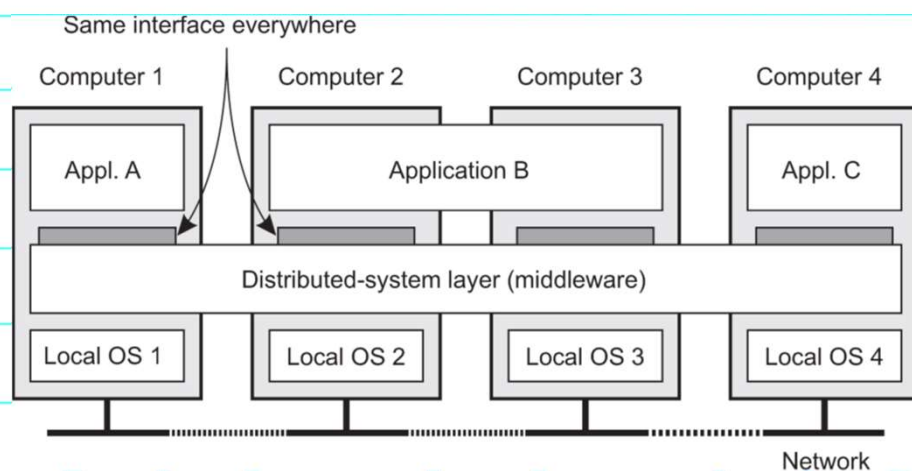 Same interface everywhere
Computer 1
Computer 2
Computer 3
Computer 4
Appl. A
Application B
Appl. C
Distributed-system layer (middleware)
Local OS 1
Local OS 2
Local OS 3
Local OS 4
Network